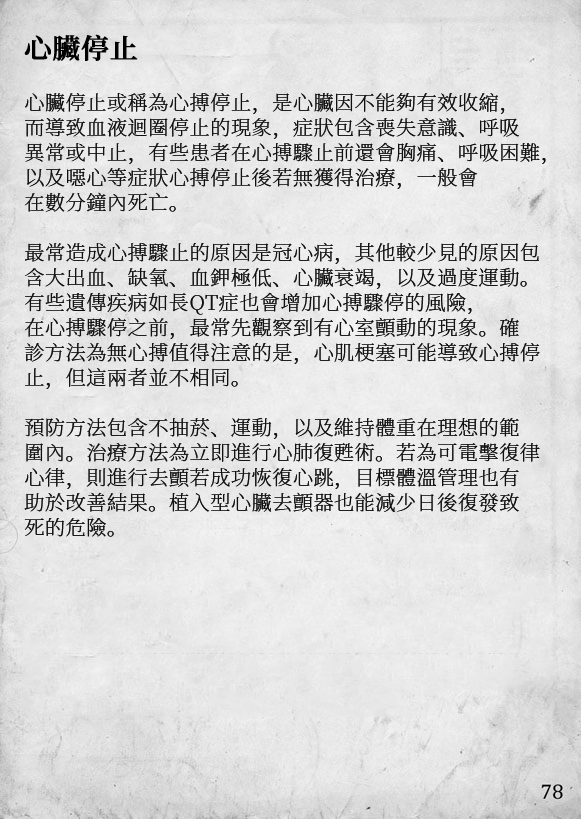 心臟停止
心臟停止或稱為心搏停止，是心臟因不能夠有效收縮，
而導致血液迴圈停止的現象，症狀包含喪失意識、呼吸
異常或中止，有些患者在心搏驟止前還會胸痛、呼吸困難，
以及噁心等症狀心搏停止後若無獲得治療，一般會
在數分鐘內死亡。
最常造成心搏驟止的原因是冠心病，其他較少見的原因包
含大出血、缺氧、血鉀極低、心臟衰竭，以及過度運動。
有些遺傳疾病如長QT症也會增加心搏驟停的風險，
在心搏驟停之前，最常先觀察到有心室顫動的現象。確
診方法為無心搏值得注意的是，心肌梗塞可能導致心搏停
止，但這兩者並不相同。
預防方法包含不抽菸、運動，以及維持體重在理想的範
圍內。治療方法為立即進行心肺復甦術。若為可電擊復律
心律，則進行去顫若成功恢復心跳，目標體溫管理也有
助於改善結果。植入型心臟去顫器也能減少日後復發致
死的危險。
78